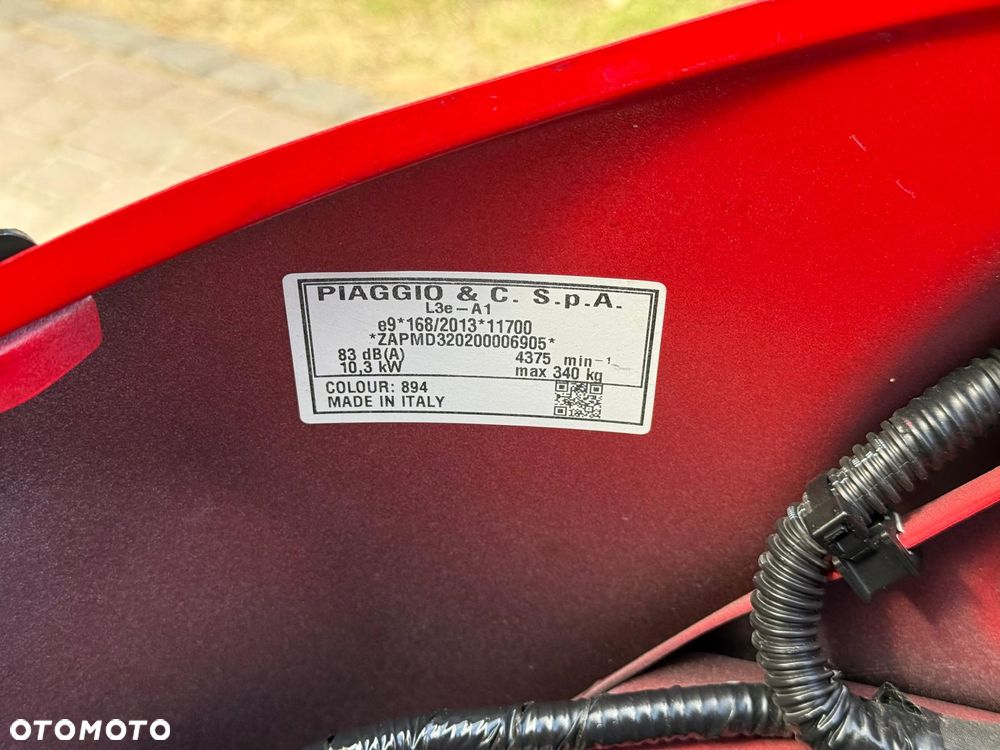 PIAGGIO & C. S.p.A.
L3e-A1
e9*168/2013*11700
*ZAPMD320200006905*
83 dB(A) 4375 min⁻¹
10,3 kW max 340 kg
COLOUR: 894
MADE IN ITALY
OTOMOTO